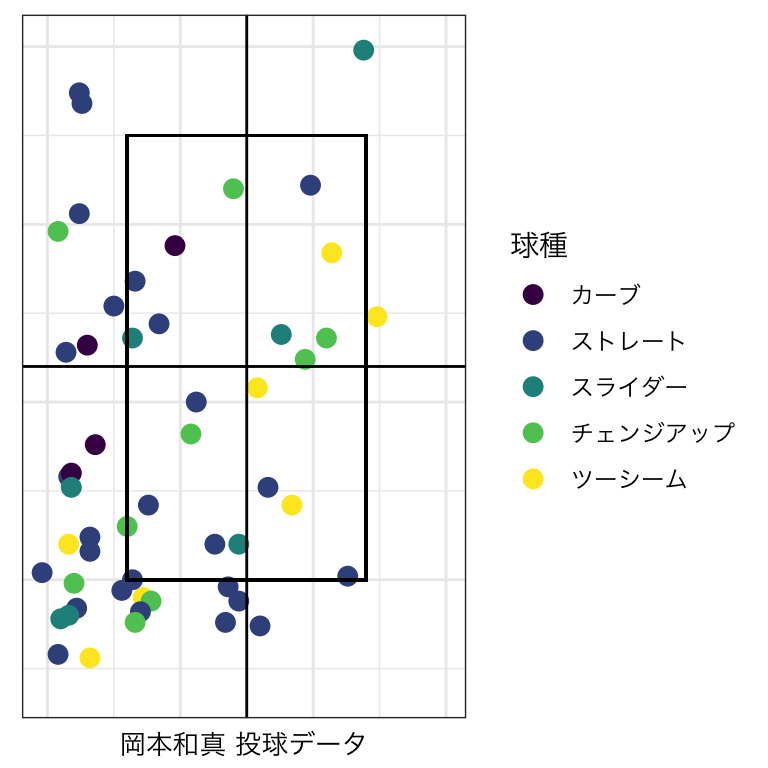 球種
カーブ
ストレート
スライダー
チェンジアップ
ツーシーム
岡本和真 投球データ